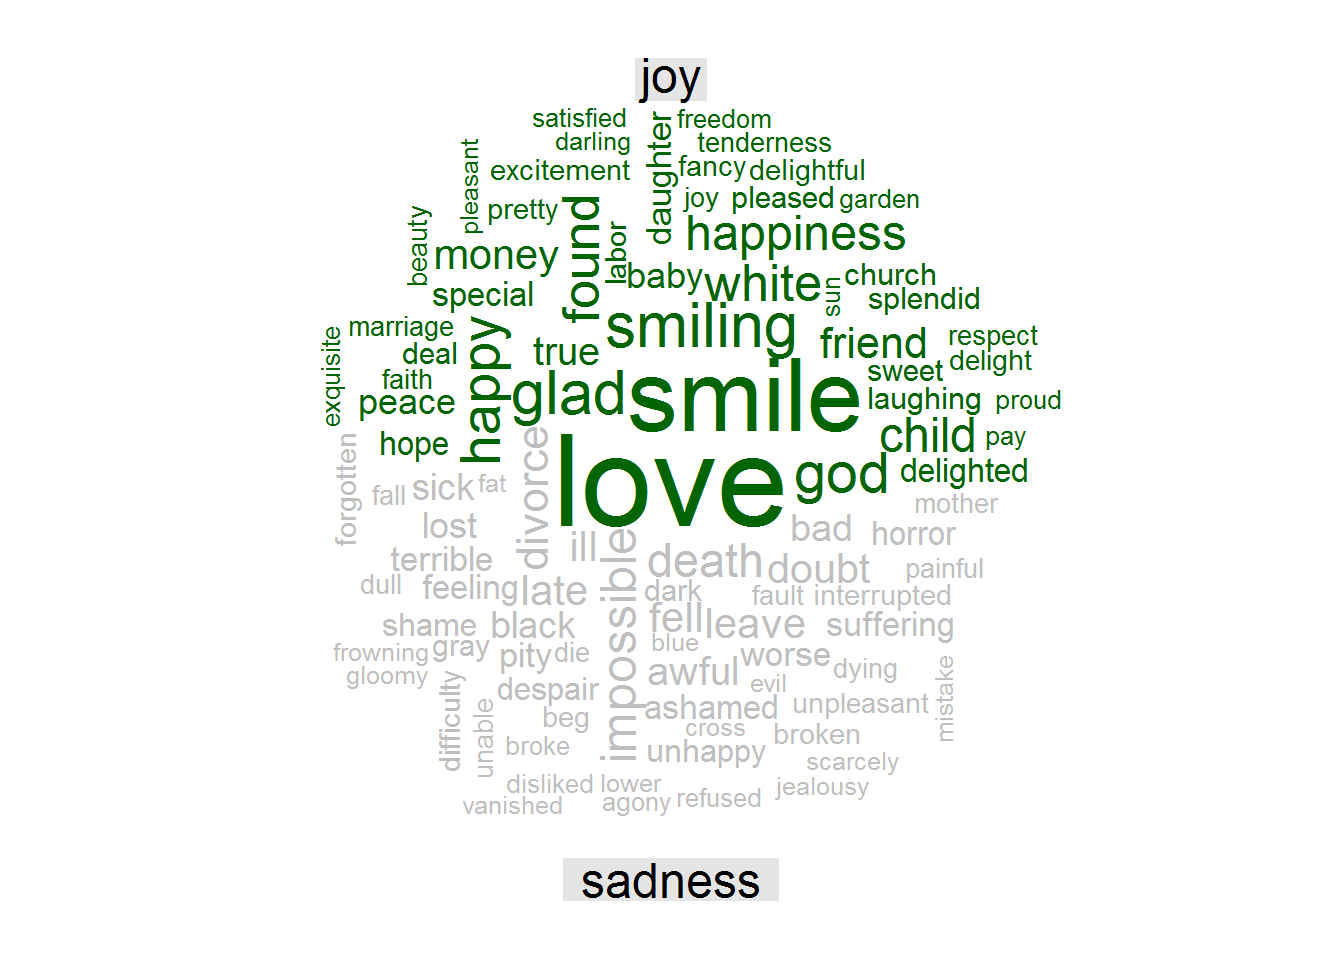 joy
satisfied
freedom
darling
daughter
tenderness
pleasant
excitement
fancy
delightful
joy
pleased
garden
pretty
found
beauty
labor
happiness
money
baby
white
church
sun
special
splendid
smiling
marriage
happy
true
friend
respect
exquisite
deal
delight
faith
glad
smile
sweet
peace
laughing
proud
hope
child
pay
love
god
delighted
forgotten
divorce
fall
sick
fat
mother
lost
ill
bad
horror
impossible
terrible
death
doubt
painful
dull
feeling
late
dark
fault
interrupted
shame
black
fell
leave
suffering
frowning
gray
pity
die
blue
worse
gloomy
awful
dying
difficulty
despair
evil
mistake
unable
beg
ashamed
unpleasant
cross
broke
unhappy
broken
scarcely
disliked
lower
jealousy
vanished
agony
refused
sadness